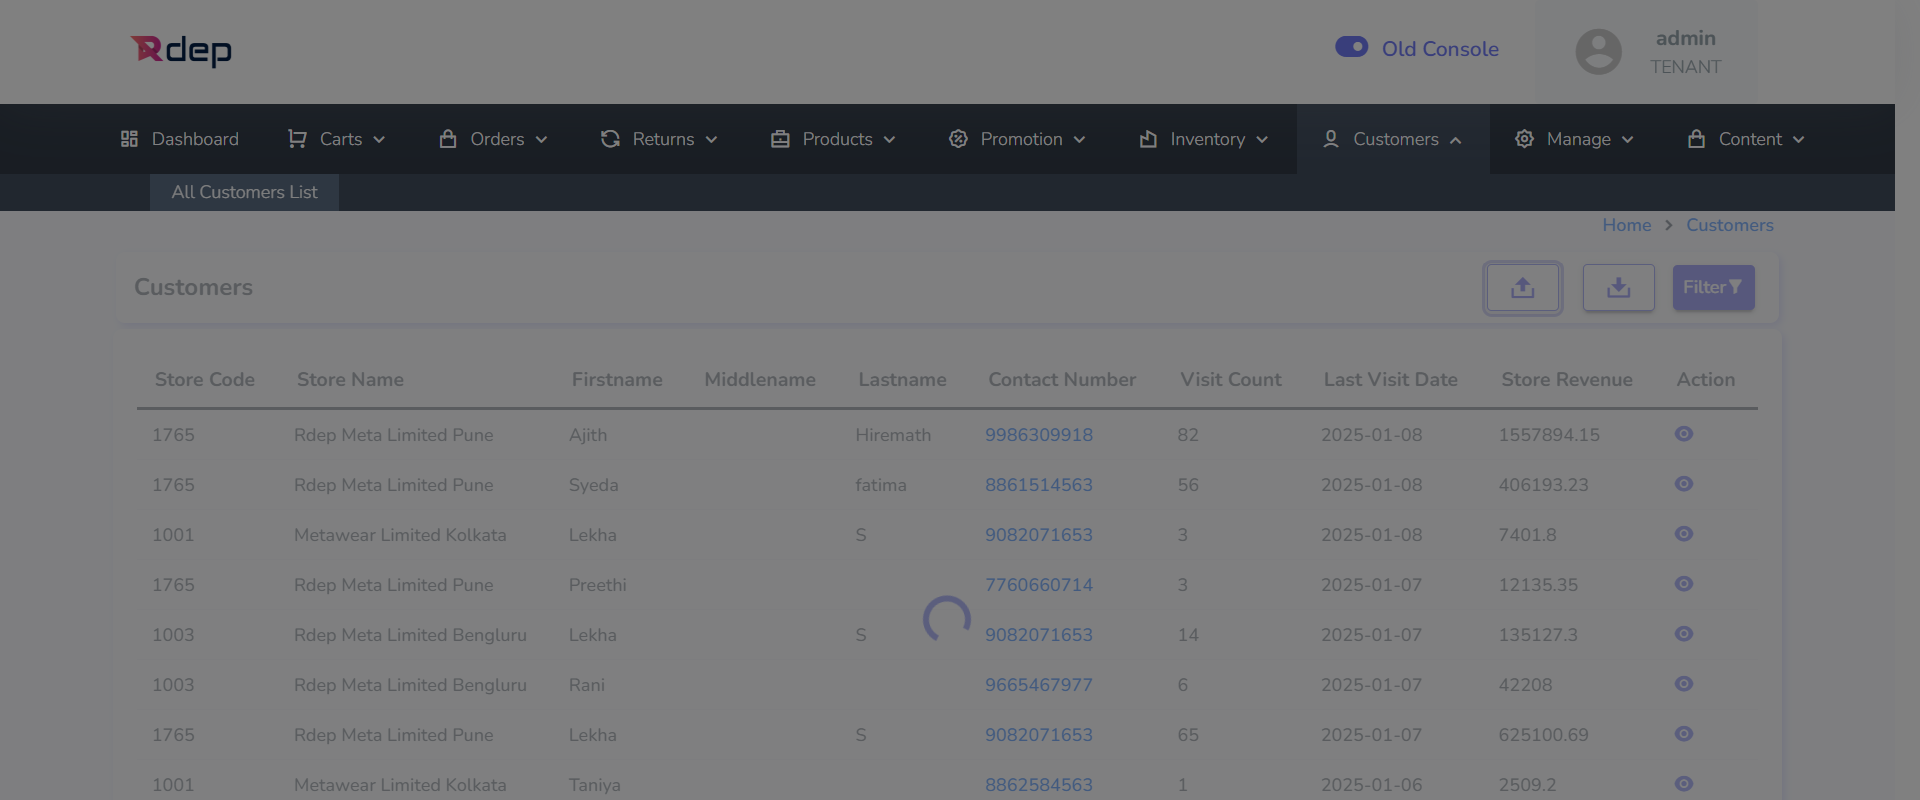 Rdep
Old Console
admin
TENANT
Dashboard Carts Orders Returns Products Promotion Inventory Customers Manage Content
All Customers List
Home > Customers
Customers
Filter
Store Code Store Name Firstname Middlename Lastname Contact Number Visit Count Last Visit Date Store Revenue Action
1765 Rdep Meta Limited Pune Ajith Hiremath 9986309918 82 2025-01-08 1557894.15
1765 Rdep Meta Limited Pune Syeda fatima 8861514563 56 2025-01-08 406193.23
1001 Metawear Limited Kolkata Lekha S 9082071653 3 2025-01-08 7401.8
1765 Rdep Meta Limited Pune Preethi 7760660714 3 2025-01-07 12135.35
1003 Rdep Meta Limited Bengluru Lekha S 9082071653 14 2025-01-07 135127.3
1003 Rdep Meta Limited Bengluru Rani 9665467977 6 2025-01-07 42208
1765 Rdep Meta Limited Pune Lekha S 9082071653 65 2025-01-07 625100.69
1001 Metawear Limited Kolkata Taniya 8862584563 1 2025-01-06 2509.2